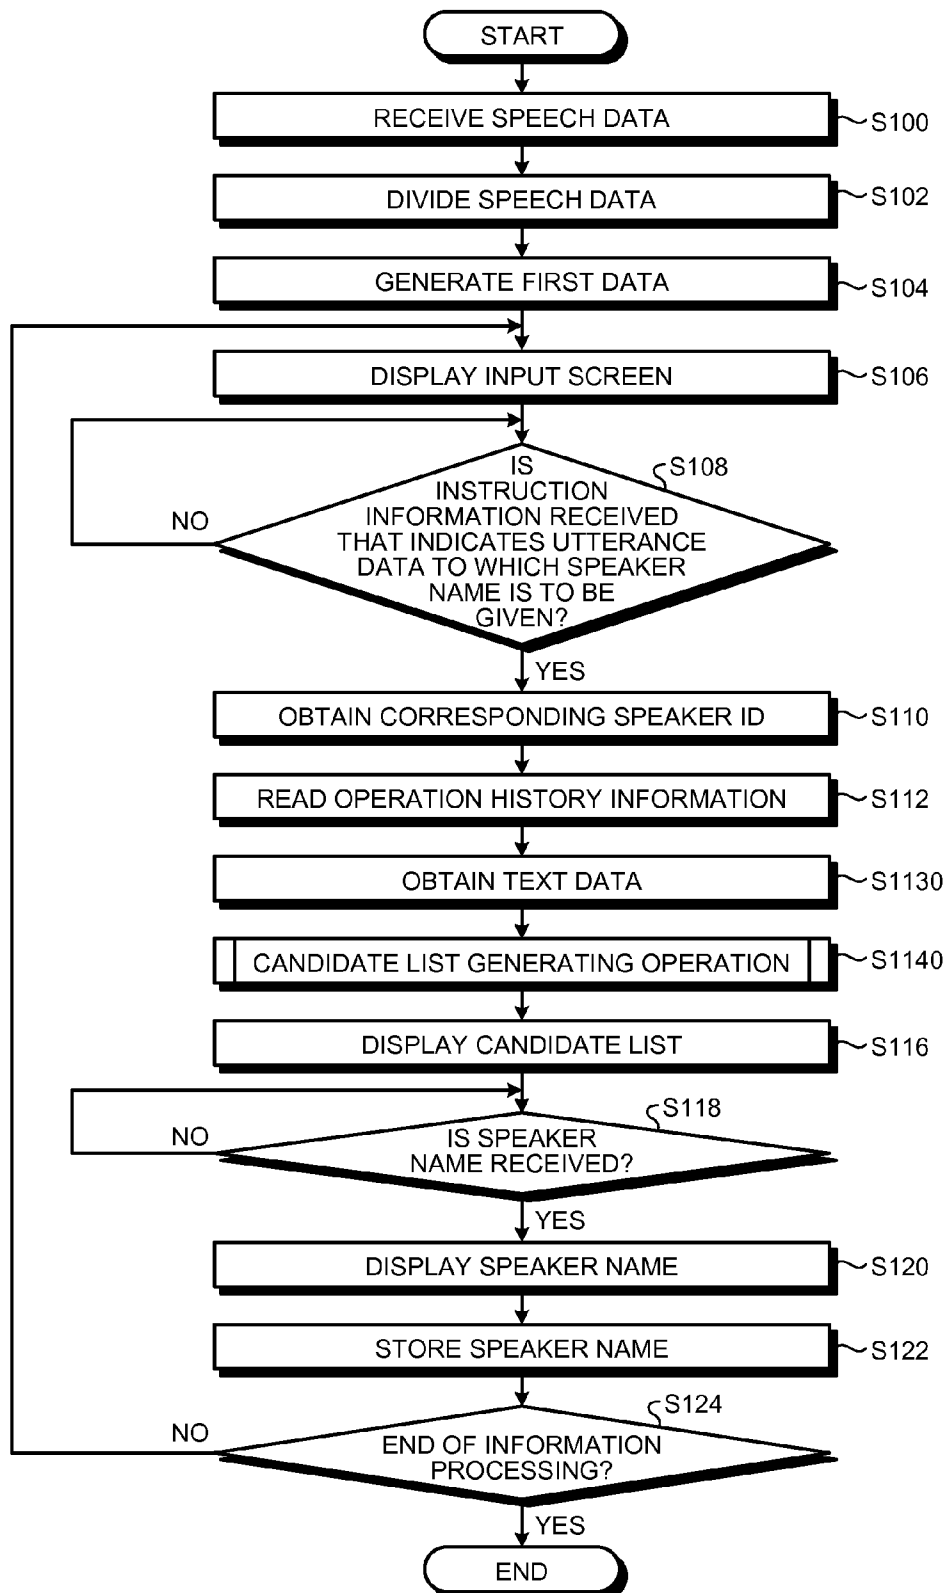 START
RECEIVE SPEECH DATA
S100
DIVIDE SPEECH DATA
S102
GENERATE FIRST DATA
S104
DISPLAY INPUT SCREEN
S106
S108
IS
INSTRUCTION
INFORMATION RECEIVED
THAT INDICATES UTTERANCE
DATA TO WHICH SPEAKER
NAME IS TO BE
GIVEN?
NO
YES
OBTAIN CORRESPONDING SPEAKER ID
S110
READ OPERATION HISTORY INFORMATION
S112
OBTAIN TEXT DATA
S1130
CANDIDATE LIST GENERATING OPERATION
S1140
DISPLAY CANDIDATE LIST
S116
S118
IS SPEAKER
NAME RECEIVED?
NO
YES
DISPLAY SPEAKER NAME
S120
STORE SPEAKER NAME
S122
S124
END OF INFORMATION
PROCESSING?
NO
YES
END